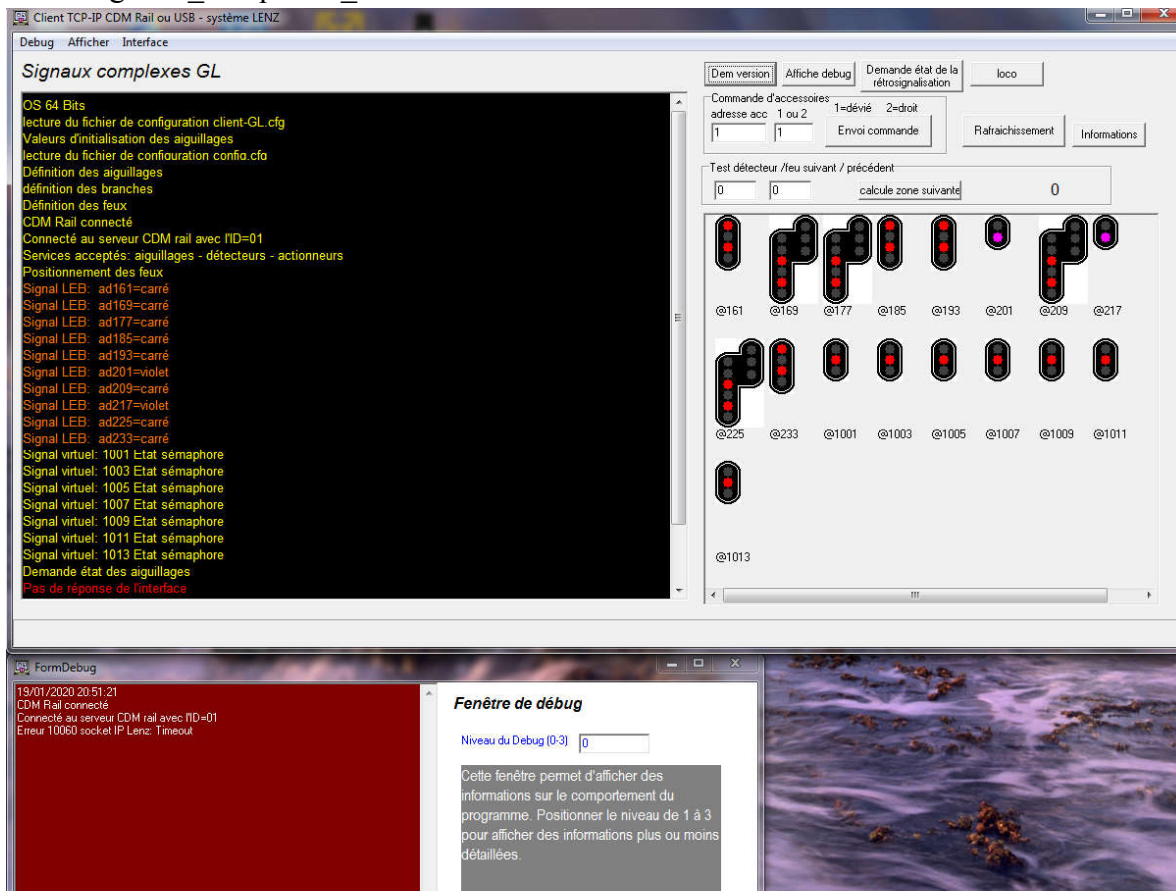 Client TCP-IP CDM Rail ou USB - système LENZ
Debug Afficher Interface
Signaux complexes GL
OS 64 Bits
lecture du fichier de configuration client-GL.cfg
Valeurs d'initialisation des aiguillages
lecture du fichier de configuration config.cfg
Définition des aiguillages
définition des branches
Définition des feux
CDM Rail connecté
Connecté au serveur CDM rail avec l'ID=01
Services acceptés: aiguillages - détecteurs - actionneurs
Positionnement des feux
Signal LEB: ad161=carré
Signal LEB: ad169=carré
Signal LEB: ad177=carré
Signal LEB: ad185=carré
Signal LEB: ad193=carré
Signal LEB: ad201=violet
Signal LEB: ad209=carré
Signal LEB: ad217=violet
Signal LEB: ad225=carré
Signal LEB: ad233=carré
Signal virtuel: 1001 Etat sémaphore
Signal virtuel: 1003 Etat sémaphore
Signal virtuel: 1005 Etat sémaphore
Signal virtuel: 1007 Etat sémaphore
Signal virtuel: 1009 Etat sémaphore
Signal virtuel: 1011 Etat sémaphore
Signal virtuel: 1013 Etat sémaphore
Demande état des aiguillages
Pas de réponse de l'interface
Dem version Affiche debug Demande état de la rétrosignalisation loco
Commande d'accessoires
adresse acc 1 ou 2 1=dévié 2=droit
1 1 Envoi commande Rafraichissement Informations
Test détecteur /feu suivant / précédent
0 0 calcule zone suivante 0
@161 @169 @177 @185 @193 @201 @209 @217
@225 @233 @1001 @1003 @1005 @1007 @1009 @1011
@1013
FormDebug
19/01/2020 20:51:21
CDM Rail connecté
Connecté au serveur CDM rail avec l'ID=01
Erreur 10060 socket IP Lenz: Timeout
Fenêtre de débug
Niveau du Debug (0-3) 0
Cette fenêtre permet d'afficher des
informations sur le comportement du
programme. Positionner le niveau de 1 à 3
pour afficher des informations plus ou moins
détaillées.